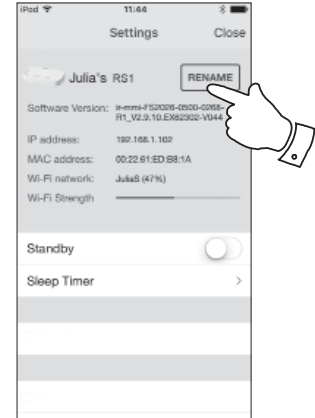 iPod 11:44
Settings Close
Julia's RS1 RENAME
Software Version: ir-mmi-FS2026-0500-0268-
R1_V2.9.10.EX62302-V044
IP address: 192.168.1.102
MAC address: 00:22:61:ED:B8:1A
Wi-Fi network: JuliaS (47%)
Wi-Fi Strength
Standby
Sleep Timer